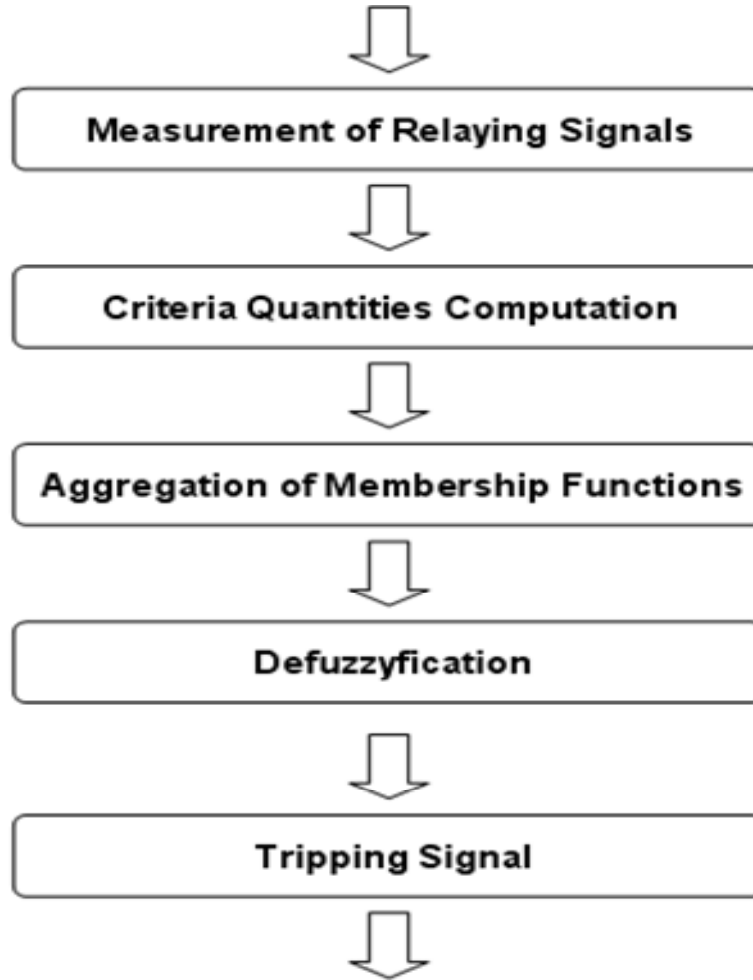 Measurement of Relaying Signals
Criteria Quantities Computation
Aggregation of Membership Functions
Defuzzyfication
Tripping Signal